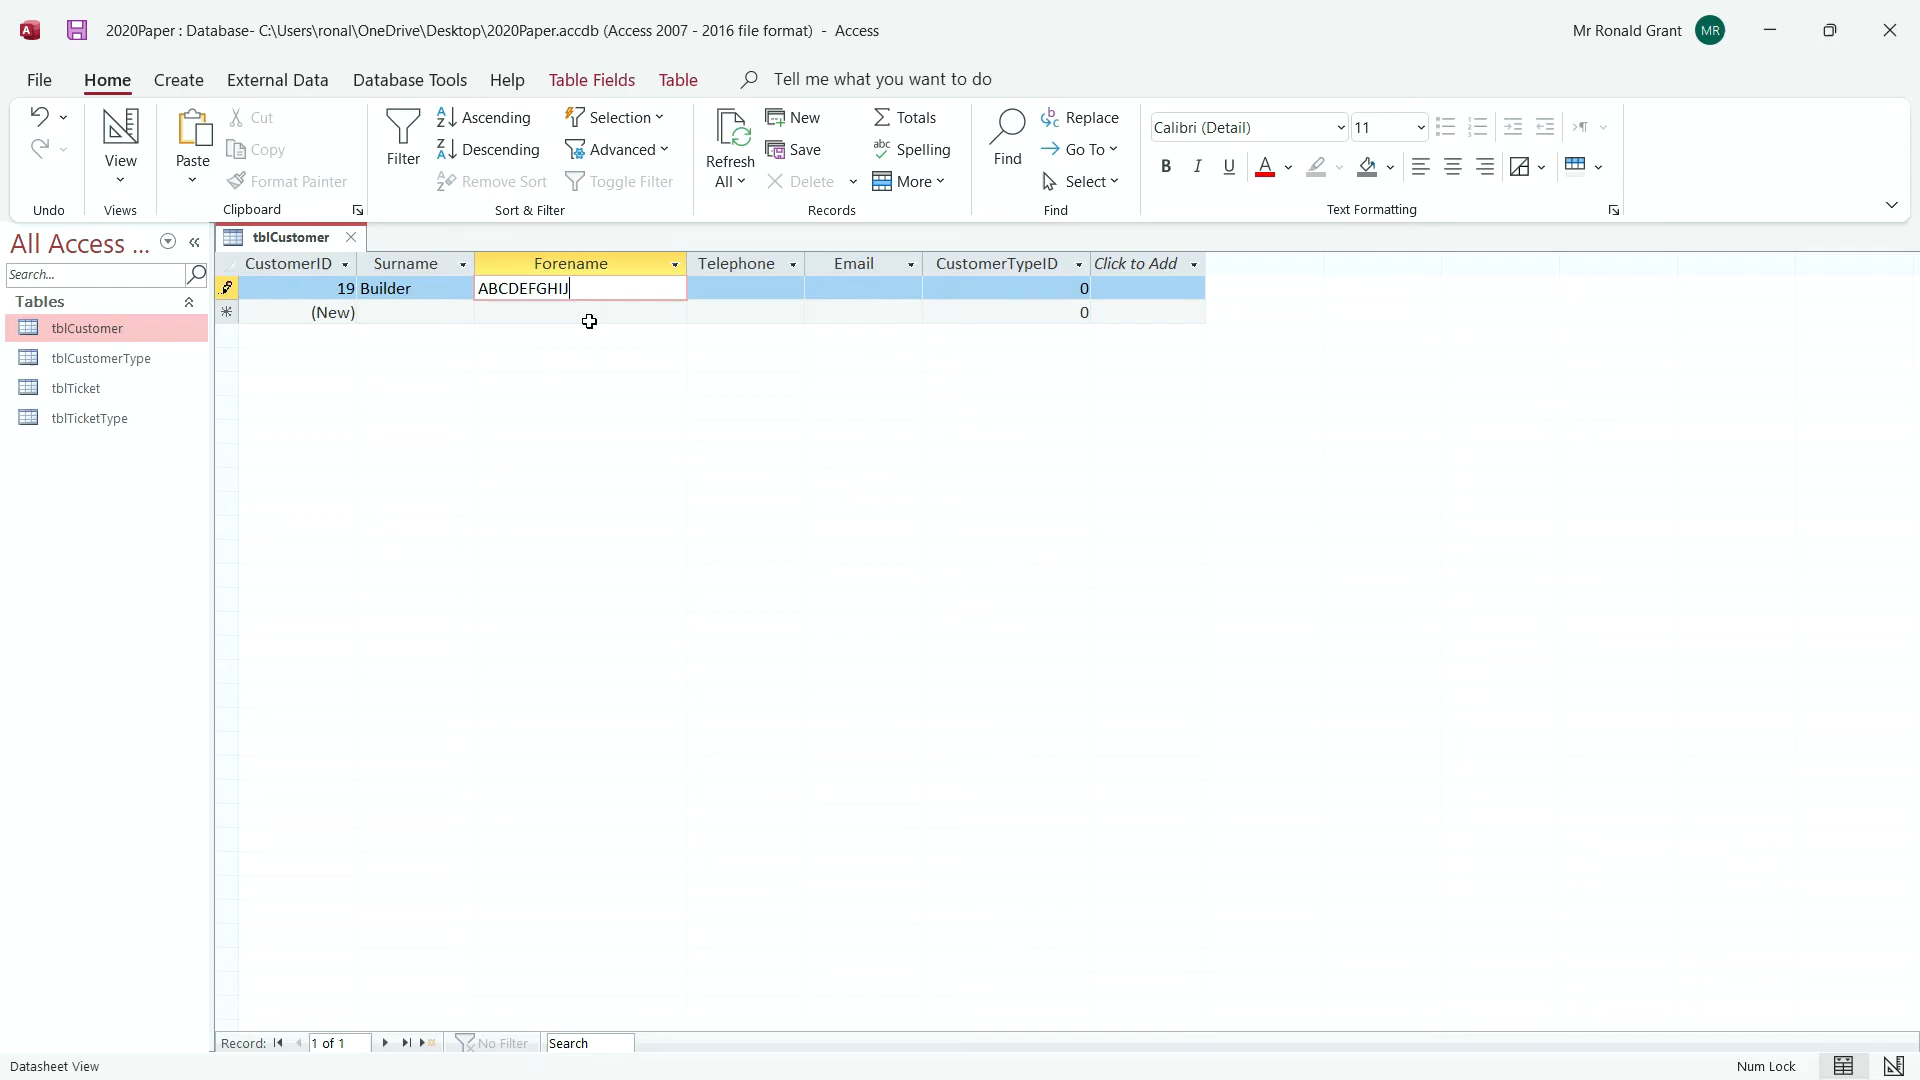 2020Paper : Database- C:\Users\ronal\OneDrive\Desktop\2020Paper.accdb (Access 2007 - 2016 file format) - Access
Mr Ronald Grant MR
File Home Create External Data Database Tools Help Table Fields Table Tell me what you want to do
View
Paste
Cut
Copy
Format Painter
Filter
Ascending
Descending
Remove Sort
Selection
Advanced
Toggle Filter
Refresh
All
New
Save
Delete
Totals
Spelling
More
Find
Replace
Go To
Select
Calibri (Detail) 11
B I U A
Undo Views Clipboard Sort & Filter Records Find Text Formatting
All Access ...
Search...
Tables
tblCustomer
tblCustomerType
tblTicket
tblTicketType
tblCustomer
CustomerID Surname Forename Telephone Email CustomerTypeID Click to Add
19 Builder ABCDEFGHIJ 0
(New) 0
Record: 1 of 1 No Filter Search
Datasheet View Num Lock